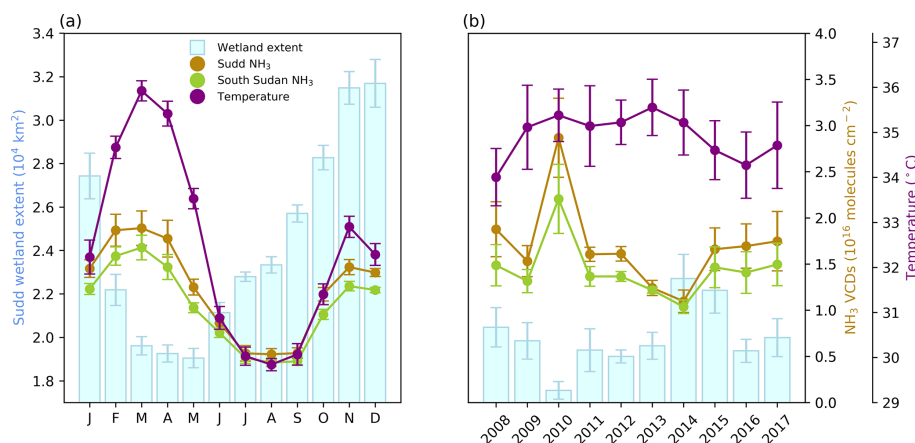 (a)
(b)
Wetland extent
Sudd NH₃
South Sudan NH₃
Temperature
Sudd wetland extent (10⁴ km²)
3.4
3.2
3.0
2.8
2.6
2.4
2.2
2.0
1.8
J F M A M J J A S O N D
2008 2009 2010 2011 2012 2013 2014 2015 2016 2017
4.0
3.5
3.0
2.5
2.0
1.5
1.0
0.5
0.0
NH₃ VCDs (10¹⁶ molecules cm⁻²)
37
36
35
34
33
32
31
30
29
Temperature (°C)